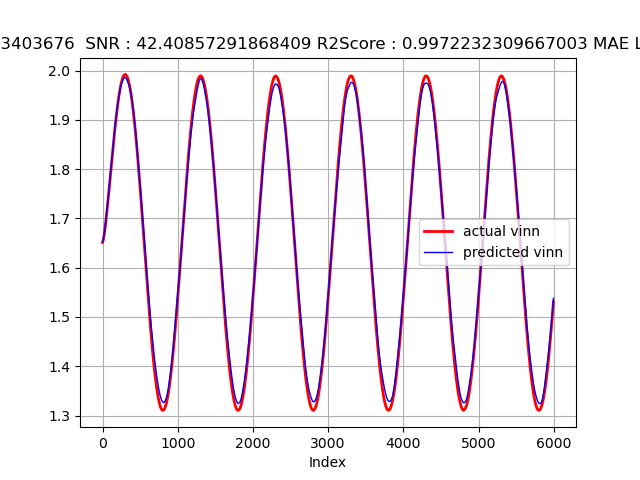 3403676 SNR : 42.40857291868409 R2Score : 0.9972232309667003 MAE L
2.0
1.9
1.8
1.7
1.6
1.5
1.4
1.3
actual vinn
predicted vinn
0 1000 2000 3000 4000 5000 6000
Index